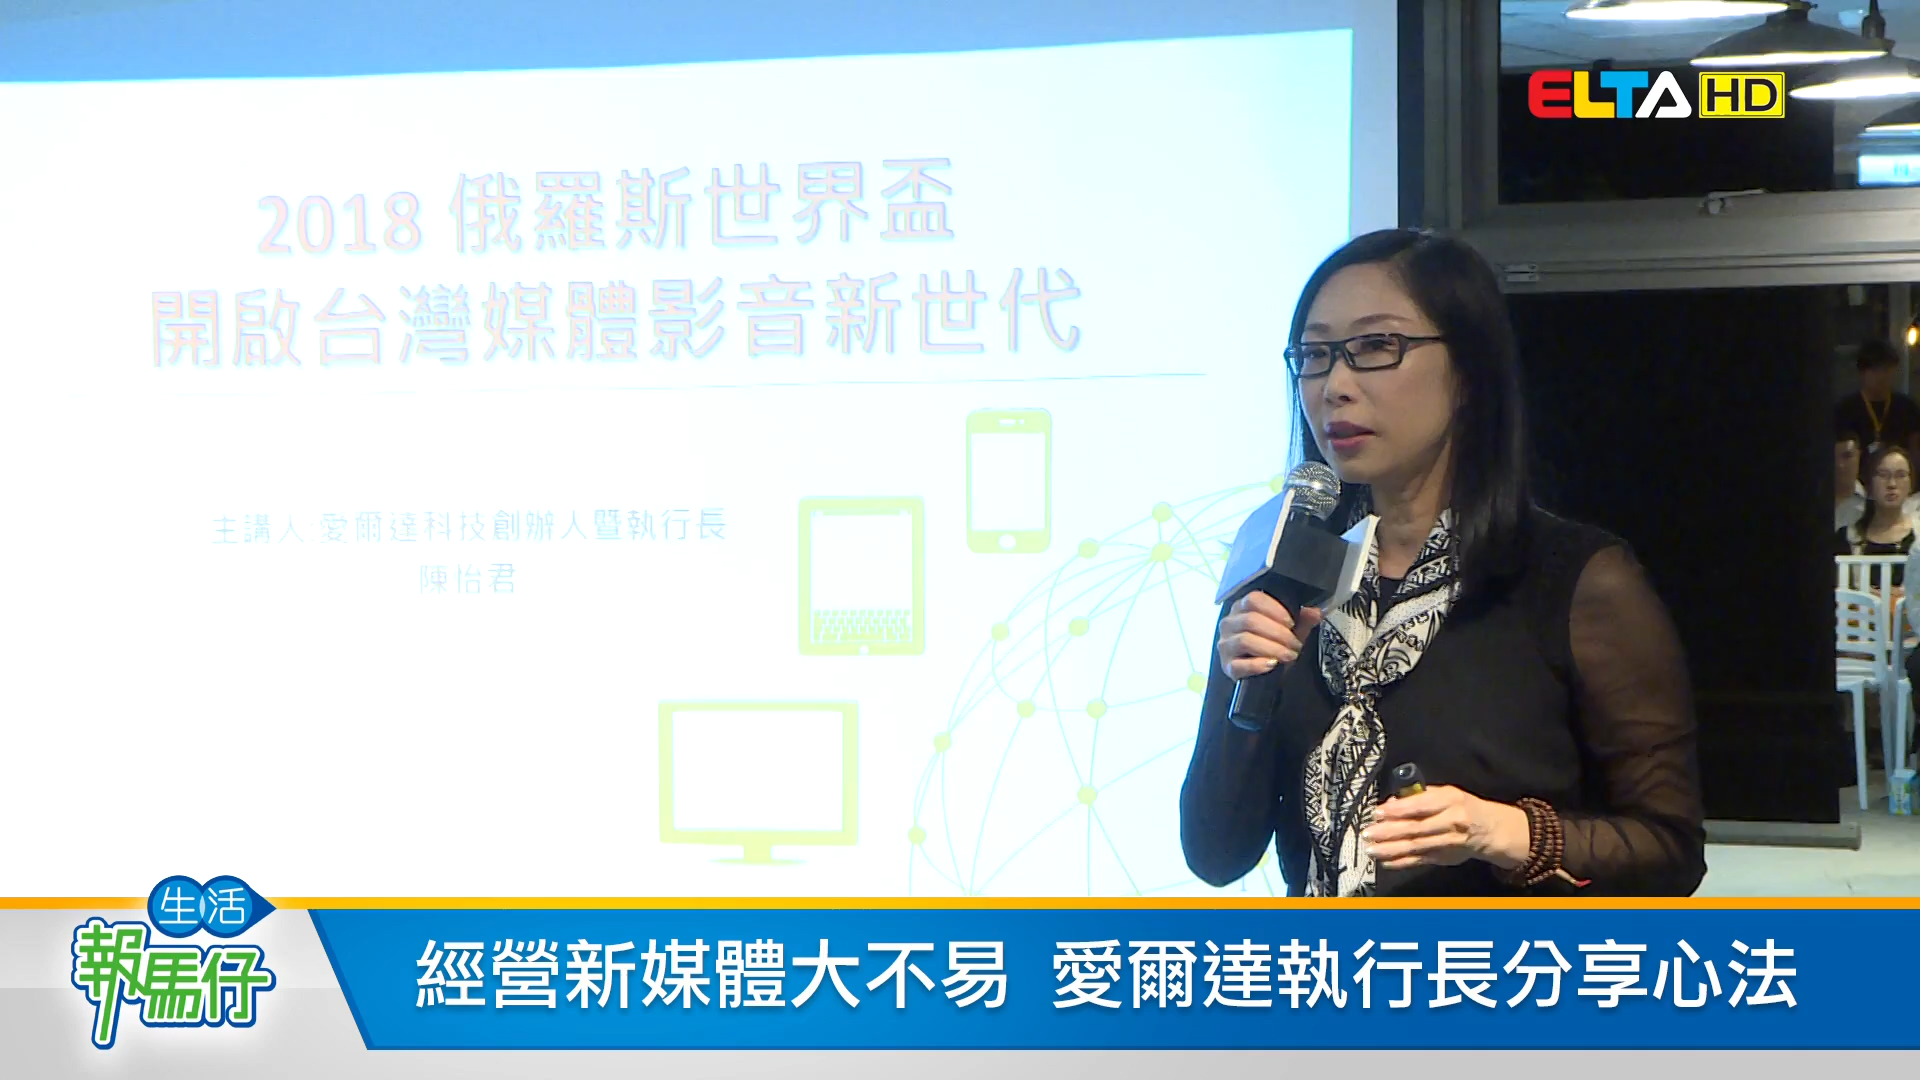 ELTA HD
2018 俄羅斯世界盃
開啟台灣媒體影音新世代
主講人:愛爾達科技創辦人暨執行長
陳怡君
生活
報馬仔
經營新媒體大不易 愛爾達執行長分享心法